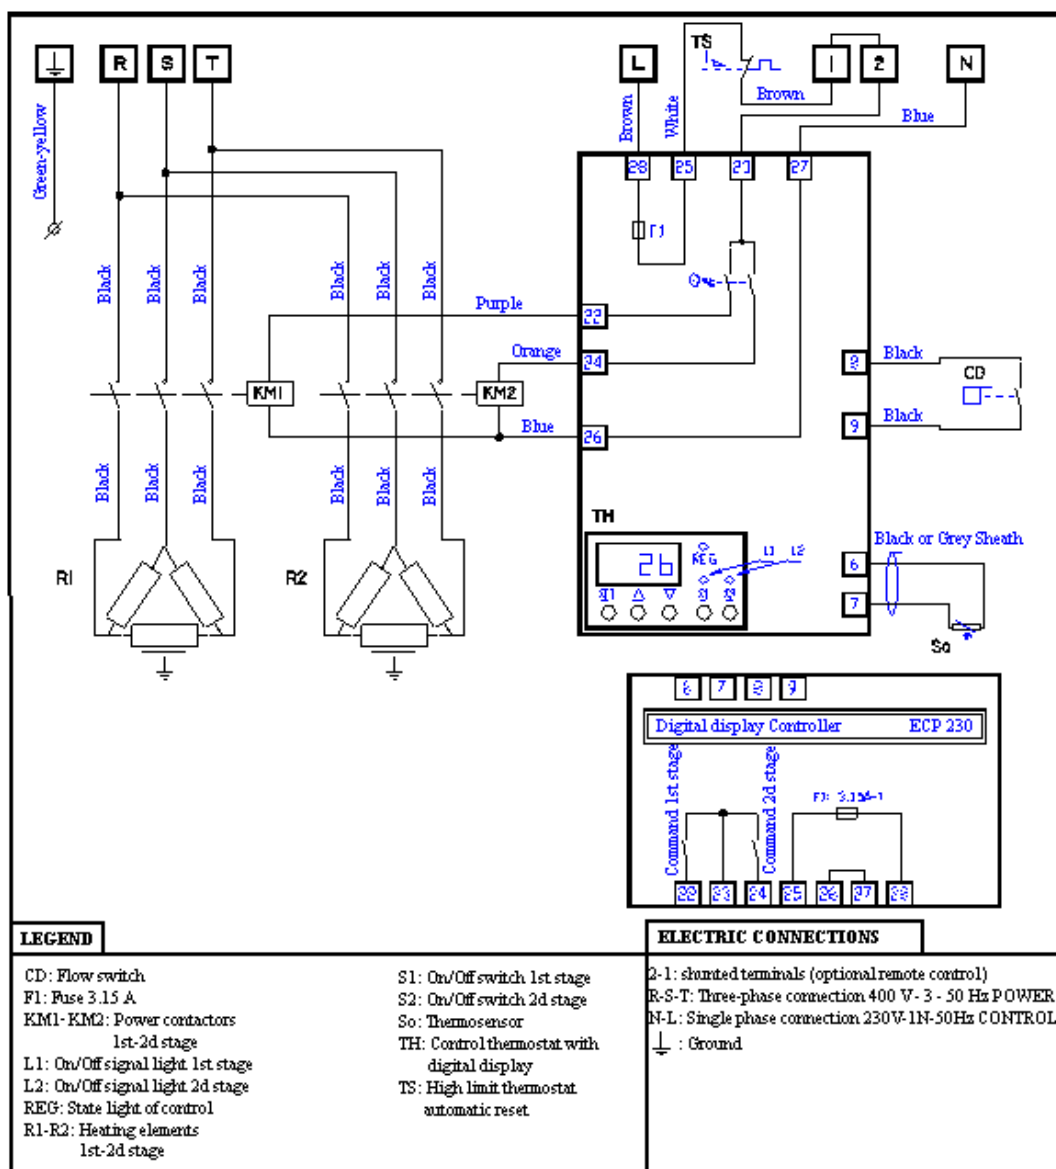 R S T L TS 1 2 N
Brown
Blue
Green-yellow
Brown
White
28 25 23 27
F1
Black
Black
Black
Black
Black
Black
Purple
22
Orange
24
8
Black
CD
KM1
KM2
Blue
26
9
Black
Black
Black
Black
Black
Black
Black
TH
Black or Grey Sheath
26
REG
L1 L2
6
R1
R2
S1 S2
7
So
6 7 8 9
Digital display Controller ECP 230
Command 1st stage
Command 2d stage
F1: 3.15A-T
22 23 24 25 26 27 28
LEGEND
CD: Flow switch
F1: Fuse 3.15 A
KM1- KM2: Power contactors
1st-2d stage
L1: On/Off signal light 1st stage
L2: On/Off signal light 2d stage
REG: State light of control
R1-R2: Heating elements
1st-2d stage
S1: On/Off switch 1st stage
S2: On/Off switch 2d stage
So: Thermosensor
TH: Control thermostat with
digital display
TS: High limit thermostat
automatic reset
ELECTRIC CONNECTIONS
2-1: shunted terminals (optional remote control)
R-S-T: Three-phase connection 400 V- 3 - 50 Hz POWER
N-L: Single phase connection 230V-1N-50Hz CONTROL
: Ground